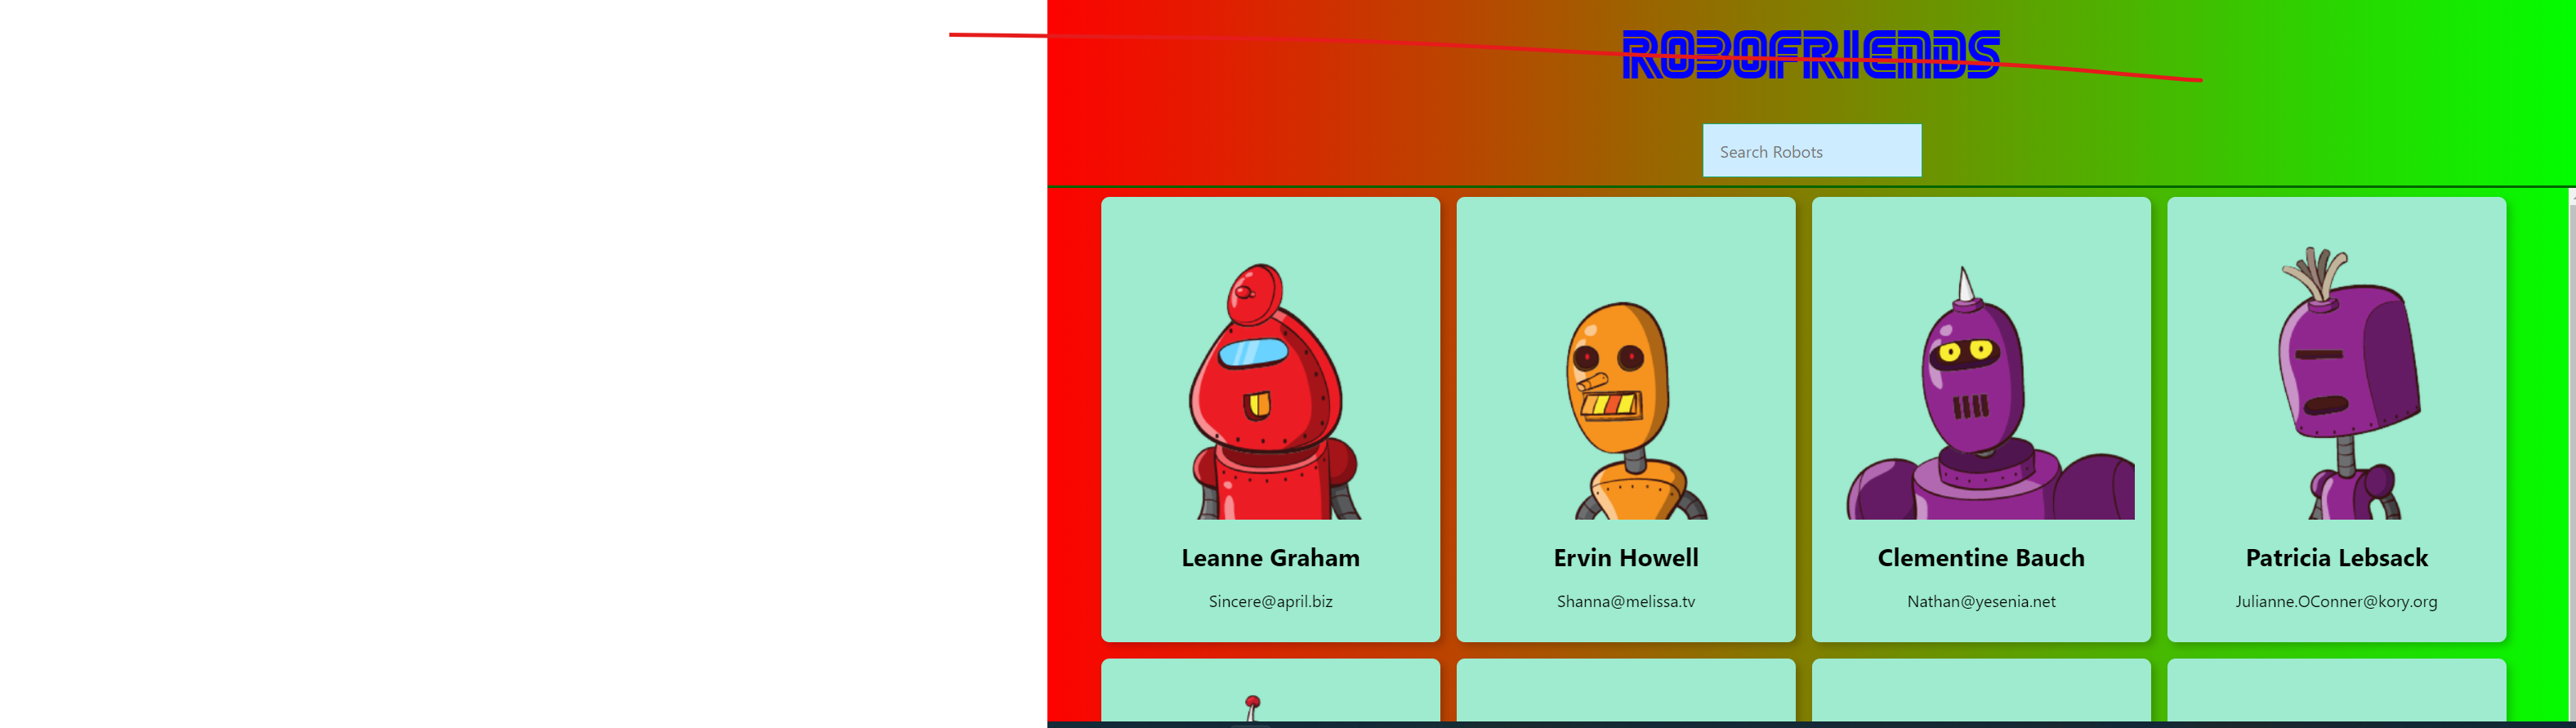 ROBOFRIENDS
Search Robots
Leanne Graham
Sincere@april.biz
Ervin Howell
Shanna@melissa.tv
Clementine Bauch
Nathan@yesenia.net
Patricia Lebsack
Julianne.OConner@kory.org